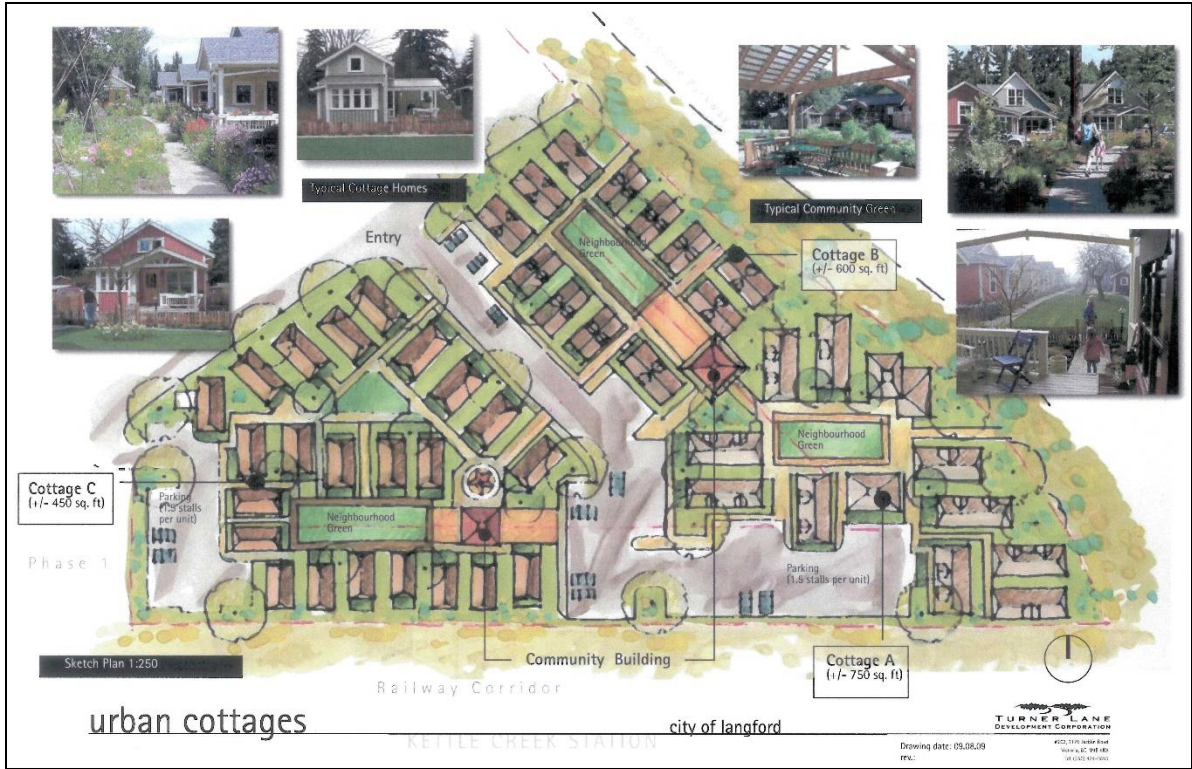 Typical Cottage Homes
Typical Community Green
Entry
Neighbourhood
Green
Cottage B
(+/- 600 sq. ft)
Neighbourhood
Green
Cottage C
(+/- 450 sq. ft)
Parking
(1.5 stalls
per unit)
Neighbourhood
Green
Phase 1
Parking
(1.5 stalls per unit)
Sketch Plan 1:250
Community Building
Cottage A
(+/- 750 sq. ft)
Railway Corridor
urban cottages
city of langford
KETTLE CREEK STATION
TURNER LANE
DEVELOPMENT CORPORATION
Drawing date: 09.08.09
rev.: